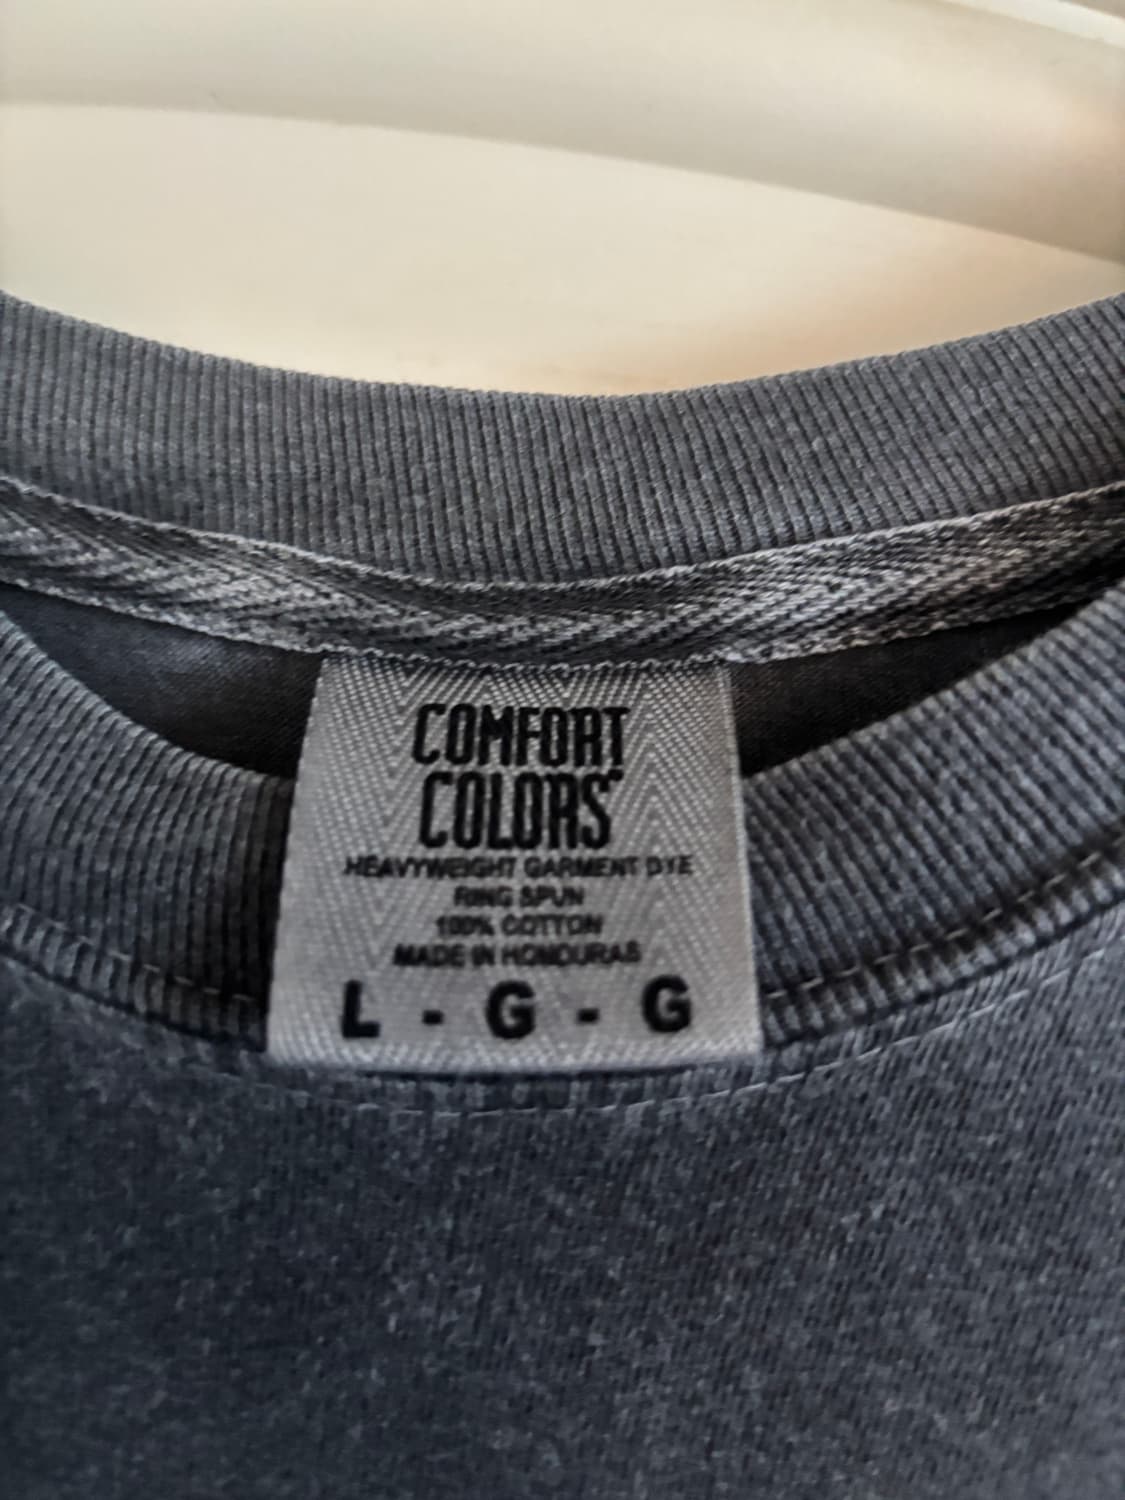 COMFORT
COLORS
HEAVYWEIGHT GARMENT DYE
RING SPUN
100% COTTON
MADE IN HONDURAS
L - G - G